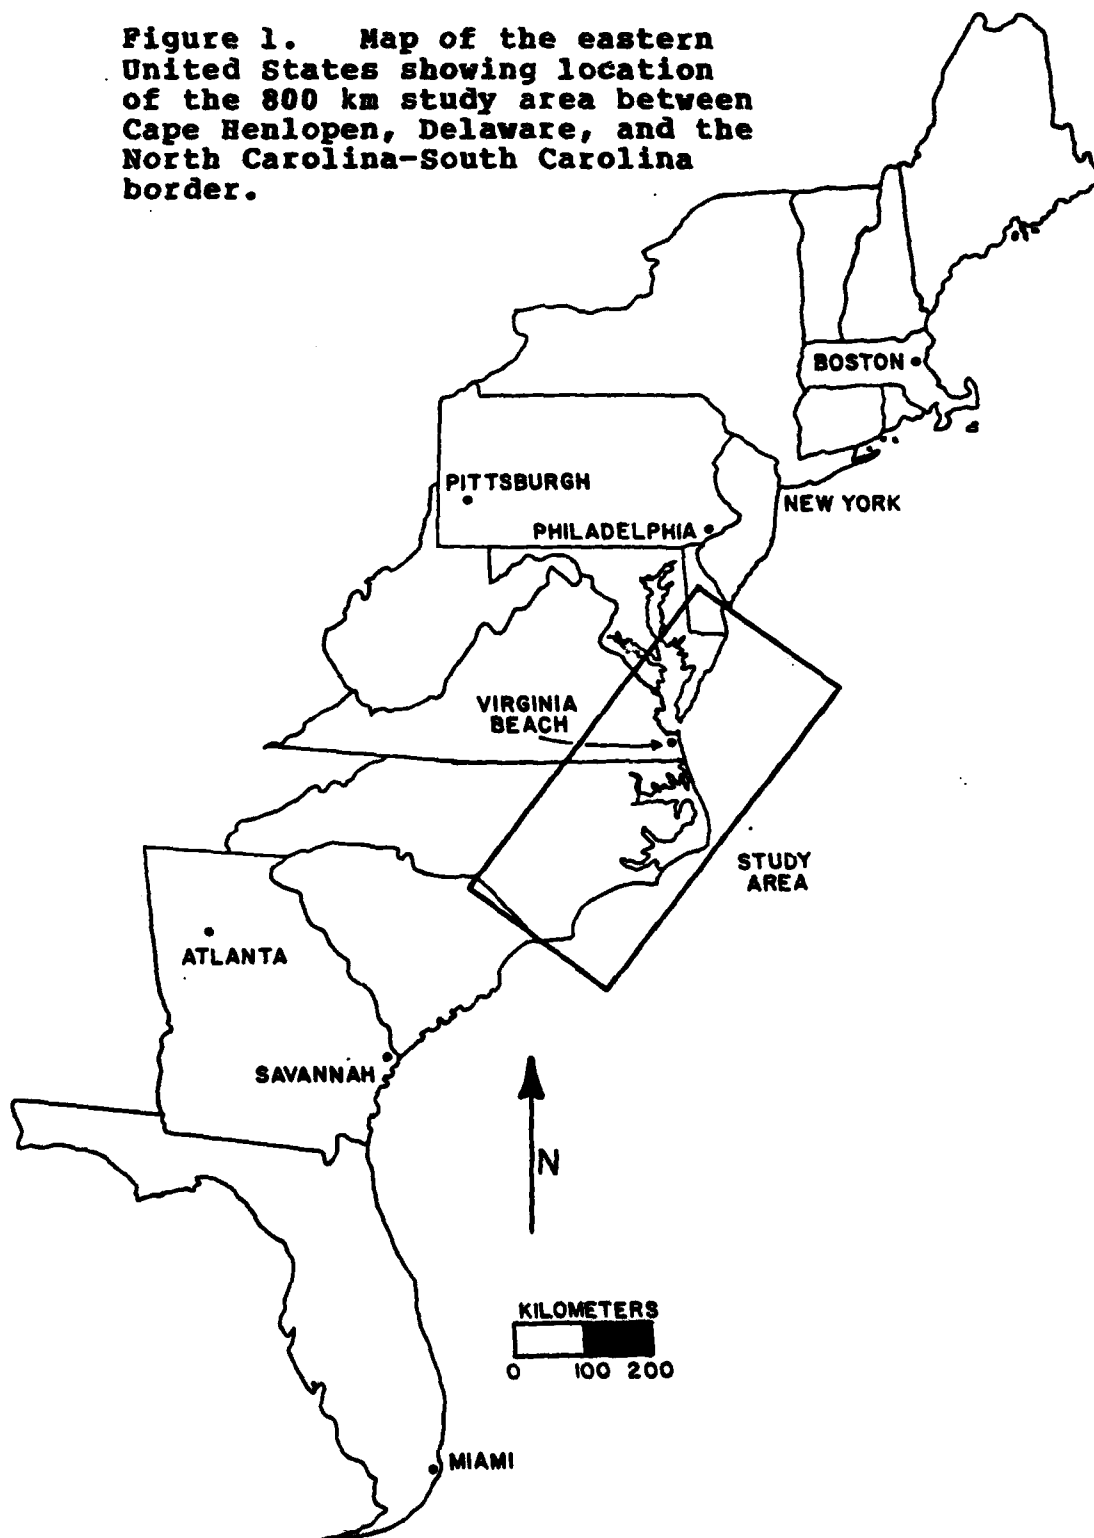 Figure 1. Map of the eastern
United States showing location
of the 800 km study area between
Cape Henlopen, Delaware, and the
North Carolina-South Carolina
border.
BOSTON
PITTSBURGH
NEW YORK
PHILADELPHIA
VIRGINIA
BEACH
STUDY
AREA
ATLANTA
SAVANNAH
N
KILOMETERS
0 100 200
MIAMI